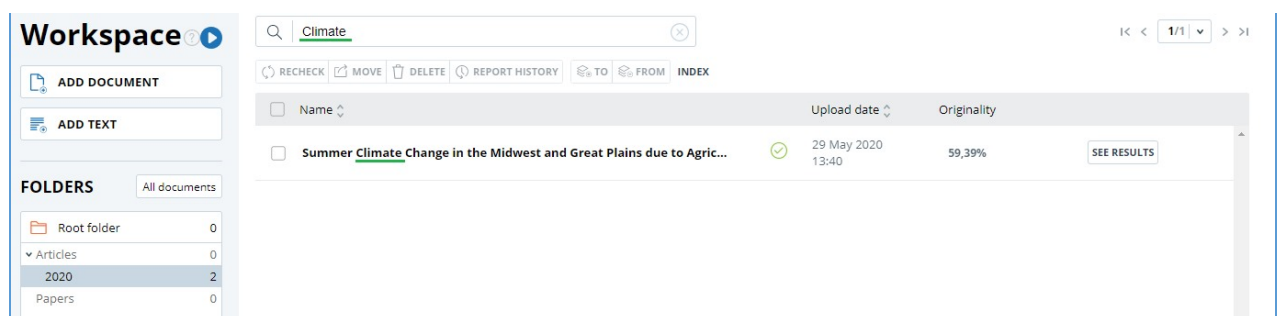 Workspace
ADD DOCUMENT
ADD TEXT
FOLDERS All documents
Root folder 0
Articles 0
2020 2
Papers 0
Climate
1/1
RECHECK MOVE DELETE REPORT HISTORY TO FROM INDEX
Name Upload date Originality
Summer Climate Change in the Midwest and Great Plains due to Agric... 29 May 2020 59,39% SEE RESULTS
13:40